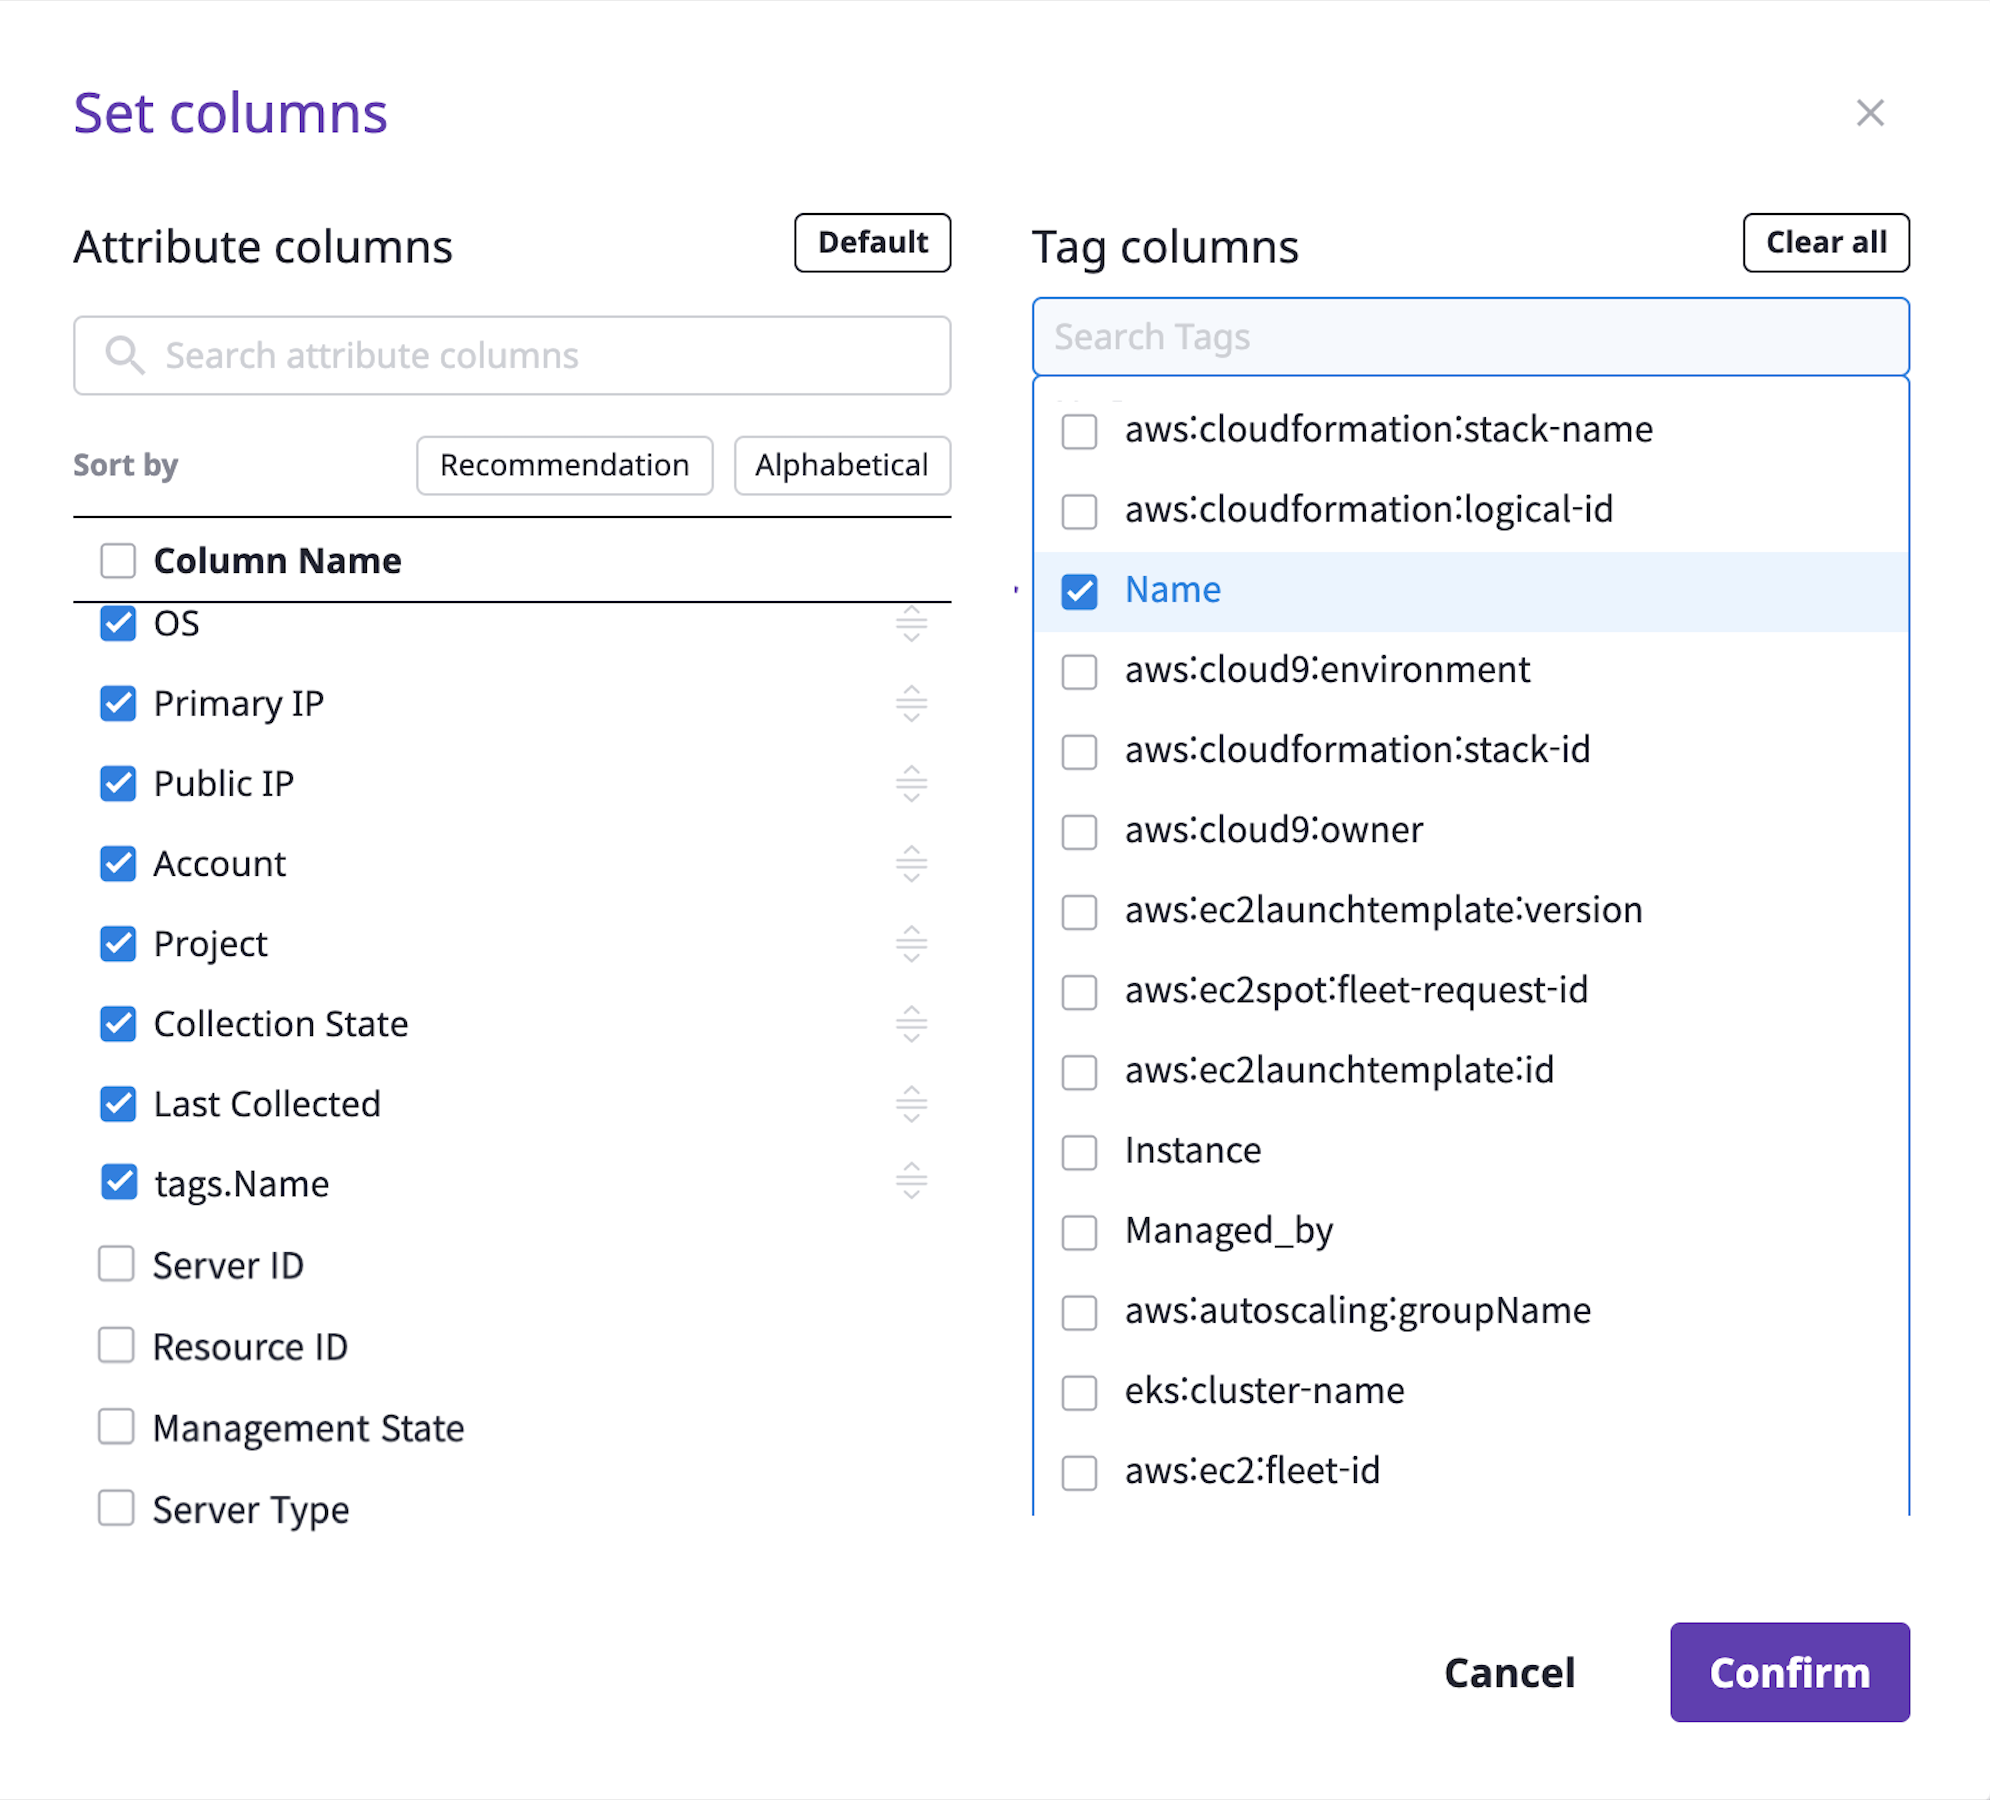 Set columns
Attribute columns
Default
Search attribute columns
Sort by
Recommendation
Alphabetical
Column Name
OS
Primary IP
Public IP
Account
Project
Collection State
Last Collected
tags.Name
Server ID
Resource ID
Management State
Server Type
Tag columns
Clear all
Search Tags
aws:cloudformation:stack-name
aws:cloudformation:logical-id
Name
aws:cloud9:environment
aws:cloudformation:stack-id
aws:cloud9:owner
aws:ec2launchtemplate:version
aws:ec2spot:fleet-request-id
aws:ec2launchtemplate:id
Instance
Managed_by
aws:autoscaling:groupName
eks:cluster-name
aws:ec2:fleet-id
Cancel
Confirm